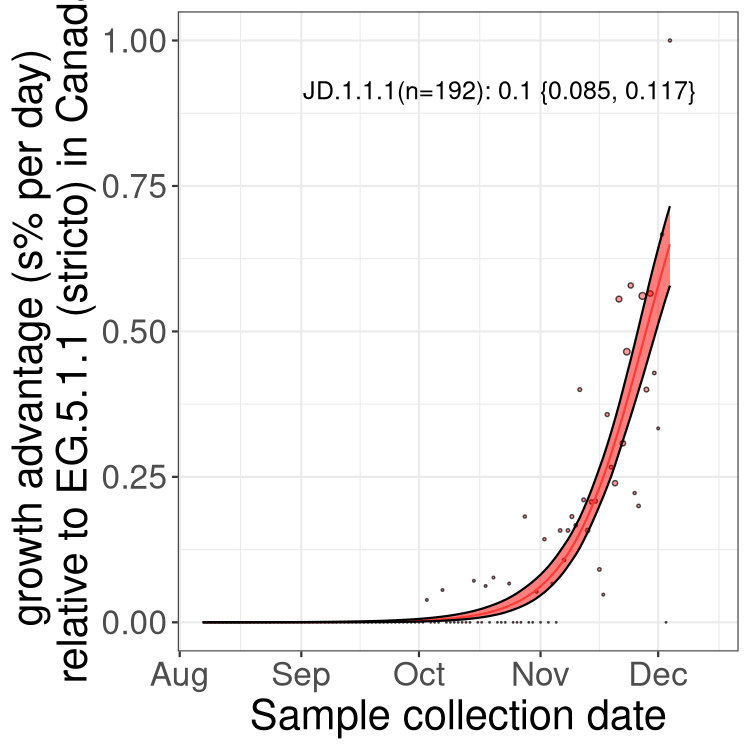 growth advantage (s% per day)
relative to EG.5.1.1 (stricto) in Canada
1.00
0.75
0.50
0.25
0.00
JD.1.1.1(n=192): 0.1 {0.085, 0.117}
Aug Sep Oct Nov Dec
Sample collection date